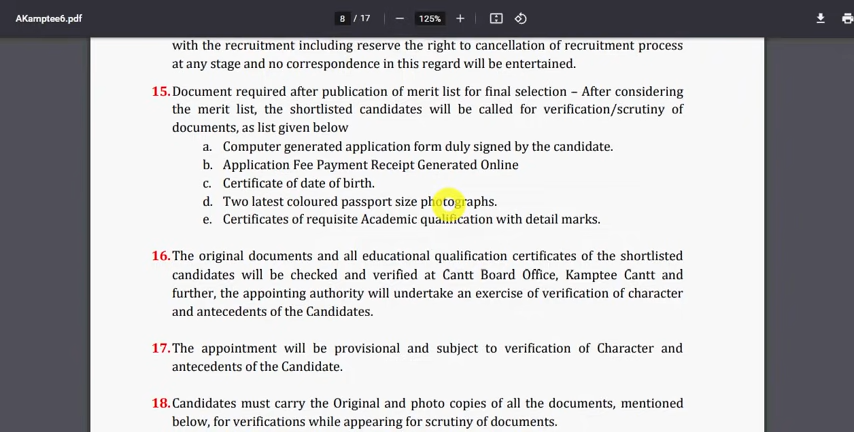 AKamptee6.pdf
8 / 17
125%
with the recruitment including reserve the right to cancellation of recruitment process
at any stage and no correspondence in this regard will be entertained.
15. Document required after publication of merit list for final selection – After considering
the merit list, the shortlisted candidates will be called for verification/scrutiny of
documents, as list given below
a. Computer generated application form duly signed by the candidate.
b. Application Fee Payment Receipt Generated Online
c. Certificate of date of birth.
d. Two latest coloured passport size photographs.
e. Certificates of requisite Academic qualification with detail marks.
16. The original documents and all educational qualification certificates of the shortlisted
candidates will be checked and verified at Cantt Board Office, Kamptee Cantt and
further, the appointing authority will undertake an exercise of verification of character
and antecedents of the Candidates.
17. The appointment will be provisional and subject to verification of Character and
antecedents of the Candidate.
18. Candidates must carry the Original and photo copies of all the documents, mentioned
below, for verifications while appearing for scrutiny of documents.